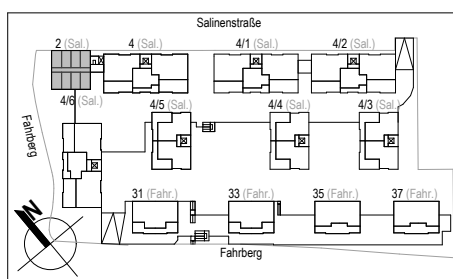 Salinenstraße
2 (Sal.) 4 (Sal.) 4/1 (Sal.) 4/2 (Sal.)
4/6 (Sal.) 4/5 (Sal.) 4/4 (Sal.) 4/3 (Sal.)
Fahrberg
31 (Fahr.) 33 (Fahr.) 35 (Fahr.) 37 (Fahr.)
N
Fahrberg